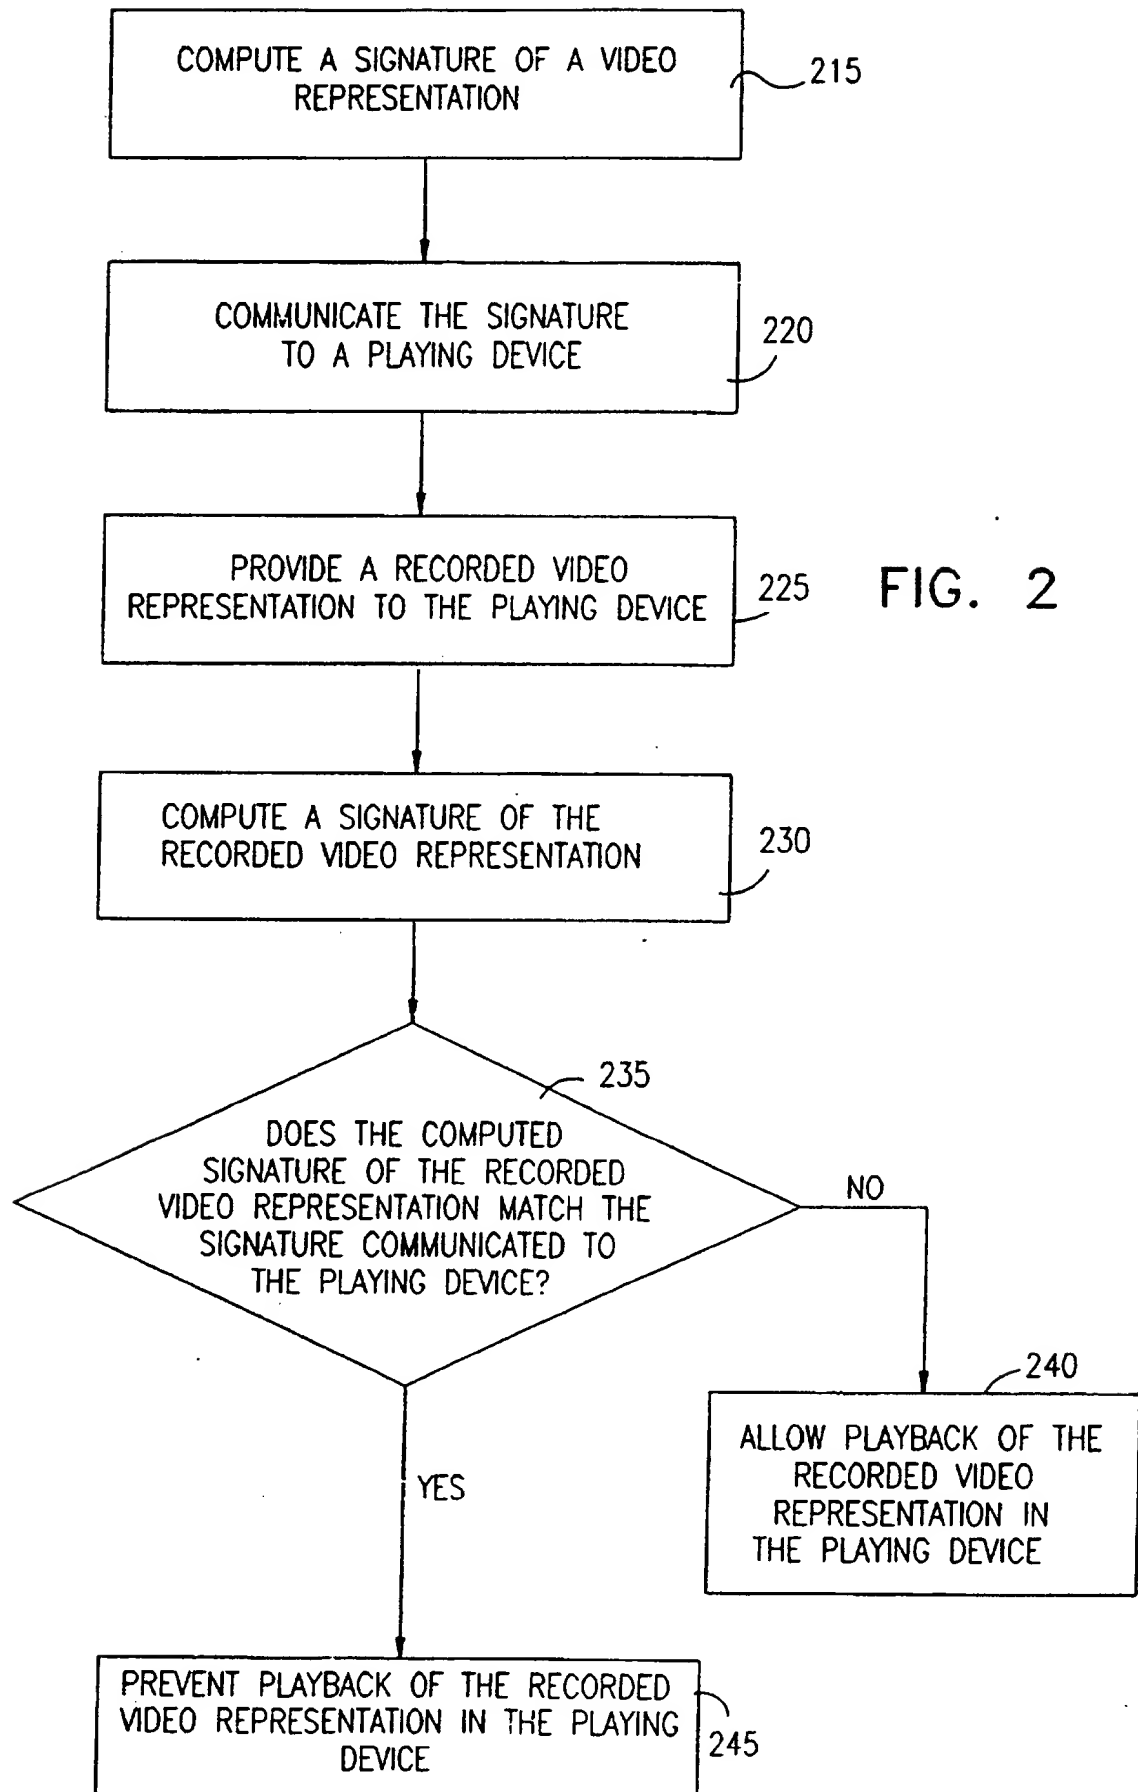 COMPUTE A SIGNATURE OF A VIDEO
REPRESENTATION
215
COMMUNICATE THE SIGNATURE
TO A PLAYING DEVICE
220
PROVIDE A RECORDED VIDEO
REPRESENTATION TO THE PLAYING DEVICE
225
FIG. 2
COMPUTE A SIGNATURE OF THE
RECORDED VIDEO REPRESENTATION
230
235
DOES THE COMPUTED
SIGNATURE OF THE RECORDED
VIDEO REPRESENTATION MATCH THE
SIGNATURE COMMUNICATED TO
THE PLAYING DEVICE?
NO
240
ALLOW PLAYBACK OF THE
RECORDED VIDEO
REPRESENTATION IN
THE PLAYING DEVICE
YES
PREVENT PLAYBACK OF THE RECORDED
VIDEO REPRESENTATION IN THE PLAYING
DEVICE
245